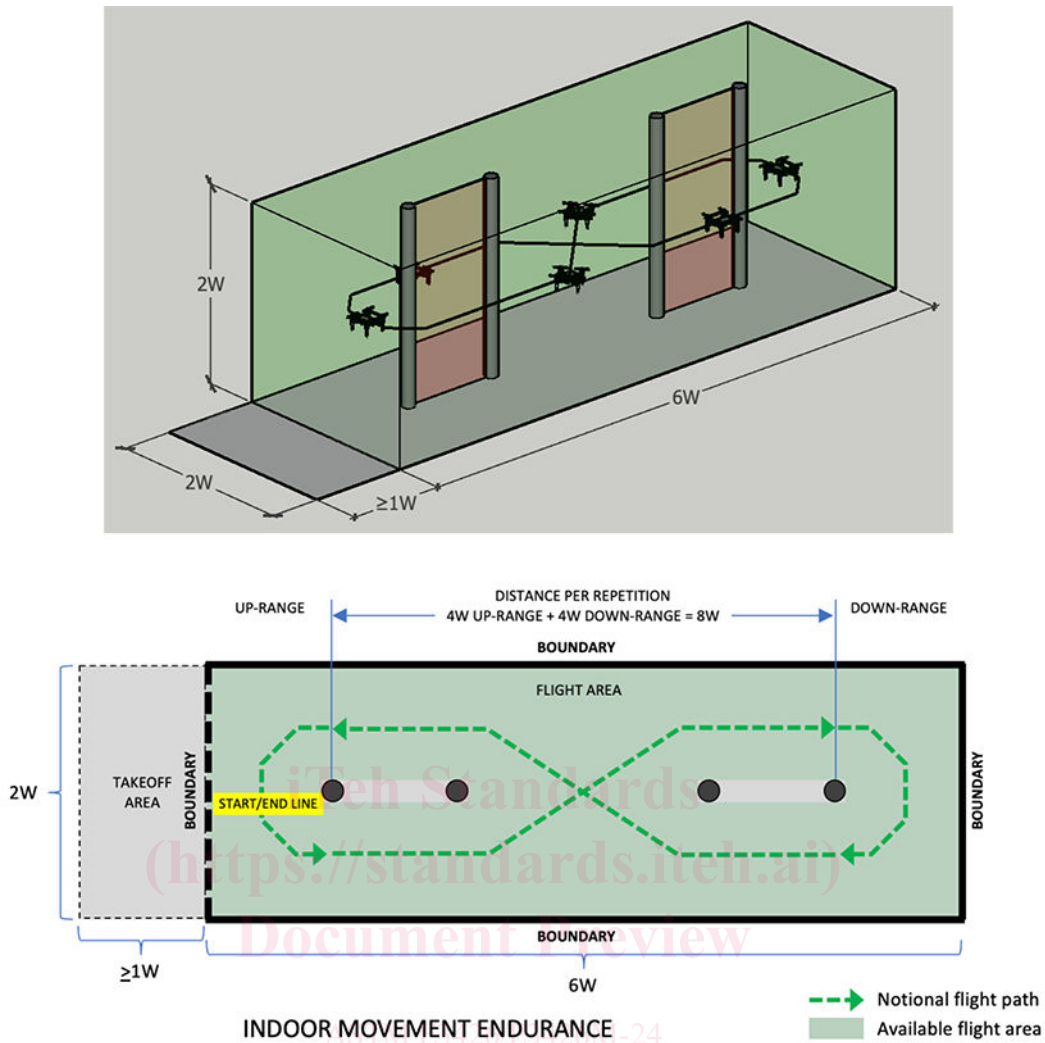 2W
6W
2W
≥1W
DISTANCE PER REPETITION
UP-RANGE
4W UP-RANGE + 4W DOWN-RANGE = 8W
DOWN-RANGE
BOUNDARY
FLIGHT AREA
2W
TAKEOFF
AREA
BOUNDARY
START/END LINE
BOUNDARY
iTeh Standards
(https://standards.iteh.ai)
Document Preview
BOUNDARY
≥1W
6W
Notional flight path
INDOOR MOVEMENT ENDURANCE
Available flight area